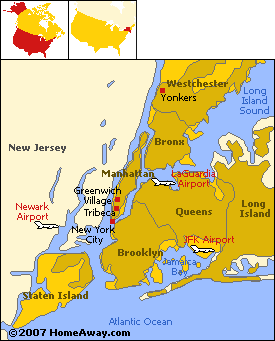 Westchester
Yonkers
Long
Island
Sound
Bronx
New Jersey
Manhattan
LaGuardia
Airport
Greenwich
Village
Tribeca
Newark
Airport
Queens
Long
Island
New York
City
JFK Airport
Brooklyn
Jamaica
Bay
Staten Island
Atlantic Ocean
©2007 HomeAway.com